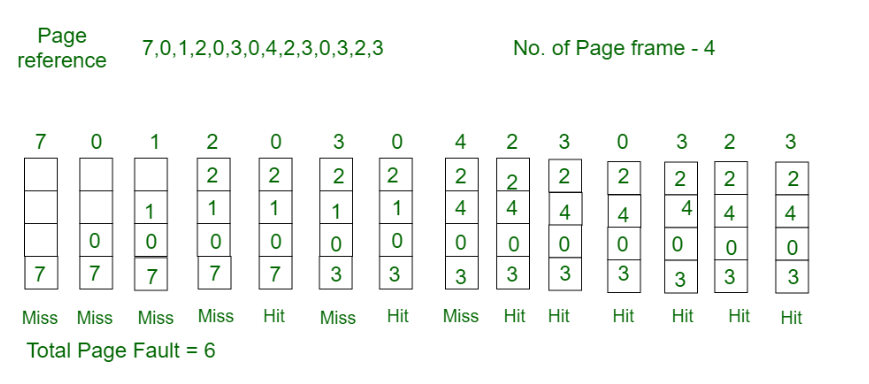 Page reference
7,0,1,2,0,3,0,4,2,3,0,3,2,3
No. of Page frame - 4
7 0 1 2 0 3 0 4 2 3 0 3 2 3
2 2 2 2 2 2 2 2 2 2 2
1 1 1 1 1 4 4 4 4 4 4 4
0 0 0 0 0 0 0 0 0 0 0 0 0
7 7 7 7 7 3 3 3 3 3 3 3 3 3
Miss Miss Miss Miss Hit Miss Hit Miss Hit Hit Hit Hit Hit Hit
Total Page Fault = 6